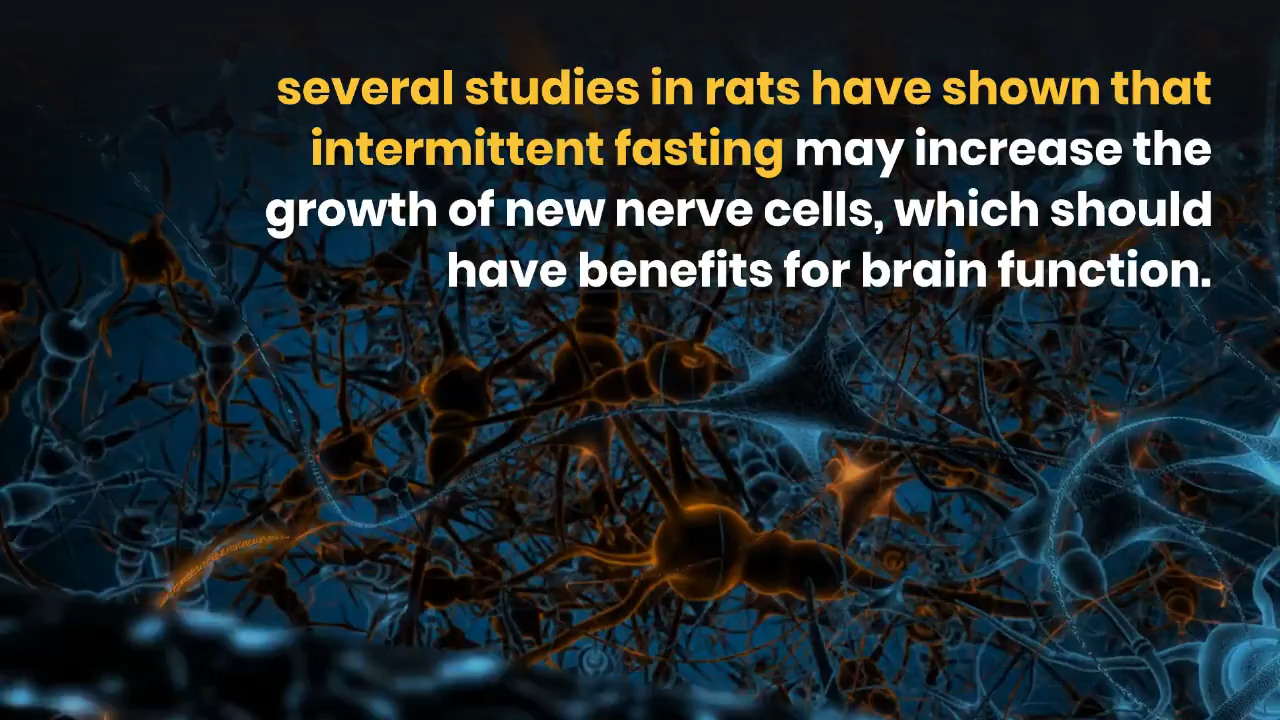 several studies in rats have shown that
intermittent fasting may increase the
growth of new nerve cells, which should
have benefits for brain function.